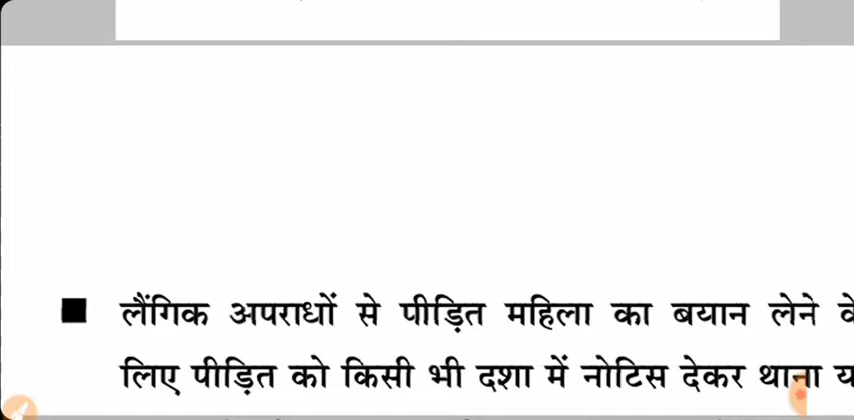 ■ लैंगिक अपराधों से पीड़ित महिला का बयान लेने
लिए पीड़ित को किसी भी दशा में नोटिस देकर थाना